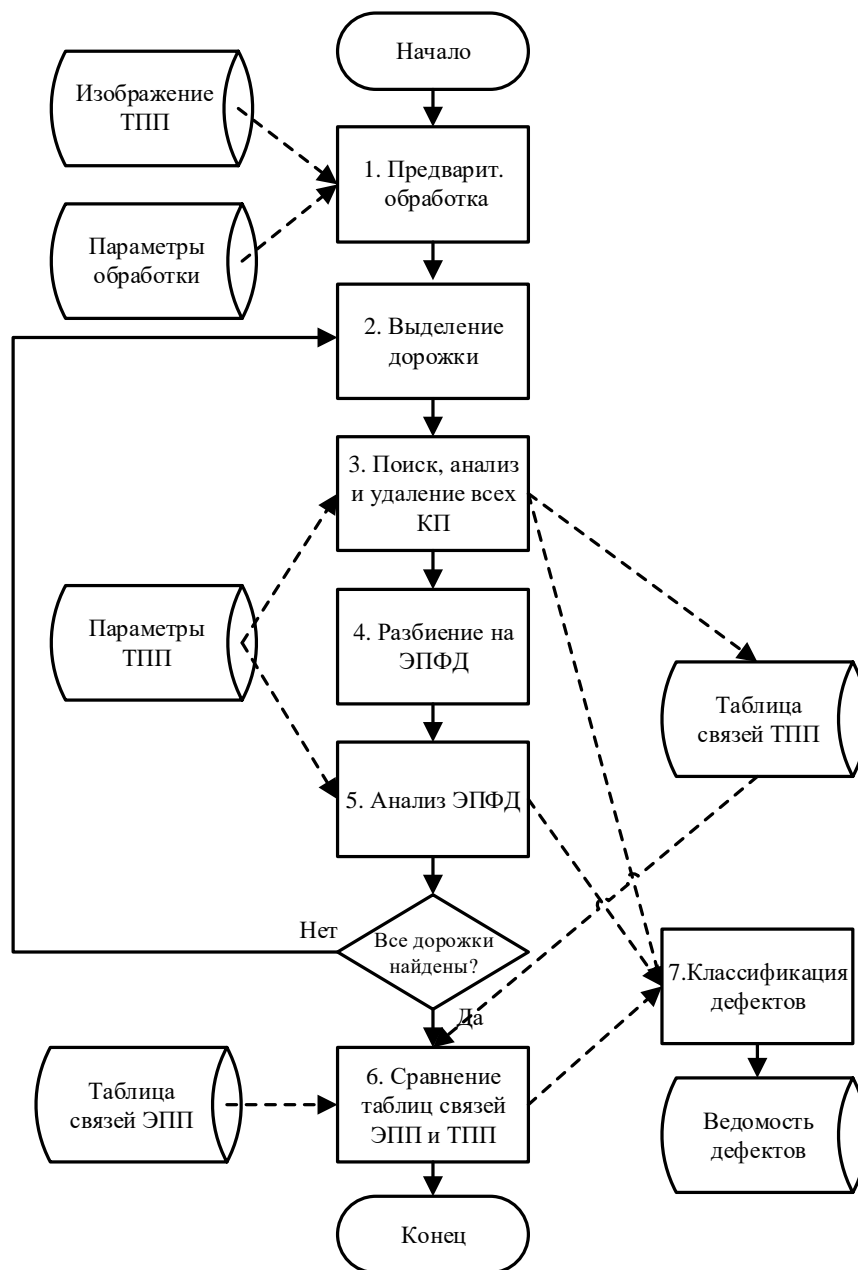 Начало
Изображение
ТПП
1. Предварит.
обработка
Параметры
обработки
2. Выделение
дорожки
3. Поиск, анализ
и удаление всех
КП
Параметры
ТПП
4. Разбиение на
ЭПФД
Таблица
связей ТПП
5. Анализ ЭПФД
Нет
Все дорожки
найдены?
7.Классификация
дефектов
Да
Таблица
связей ЭПП
6. Сравнение
таблиц связей
ЭПП и ТПП
Ведомость
дефектов
Конец